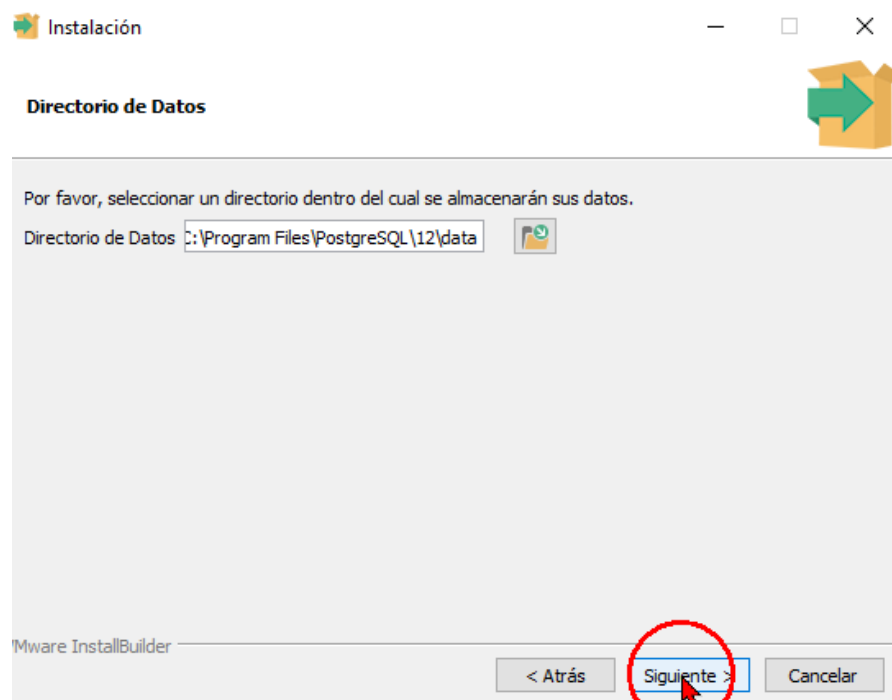 Instalación
Directorio de Datos
Por favor, seleccionar un directorio dentro del cual se almacenarán sus datos.
Directorio de Datos C:\Program Files\PostgreSQL\12\data
VMware InstallBuilder
< Atrás Siguiente > Cancelar